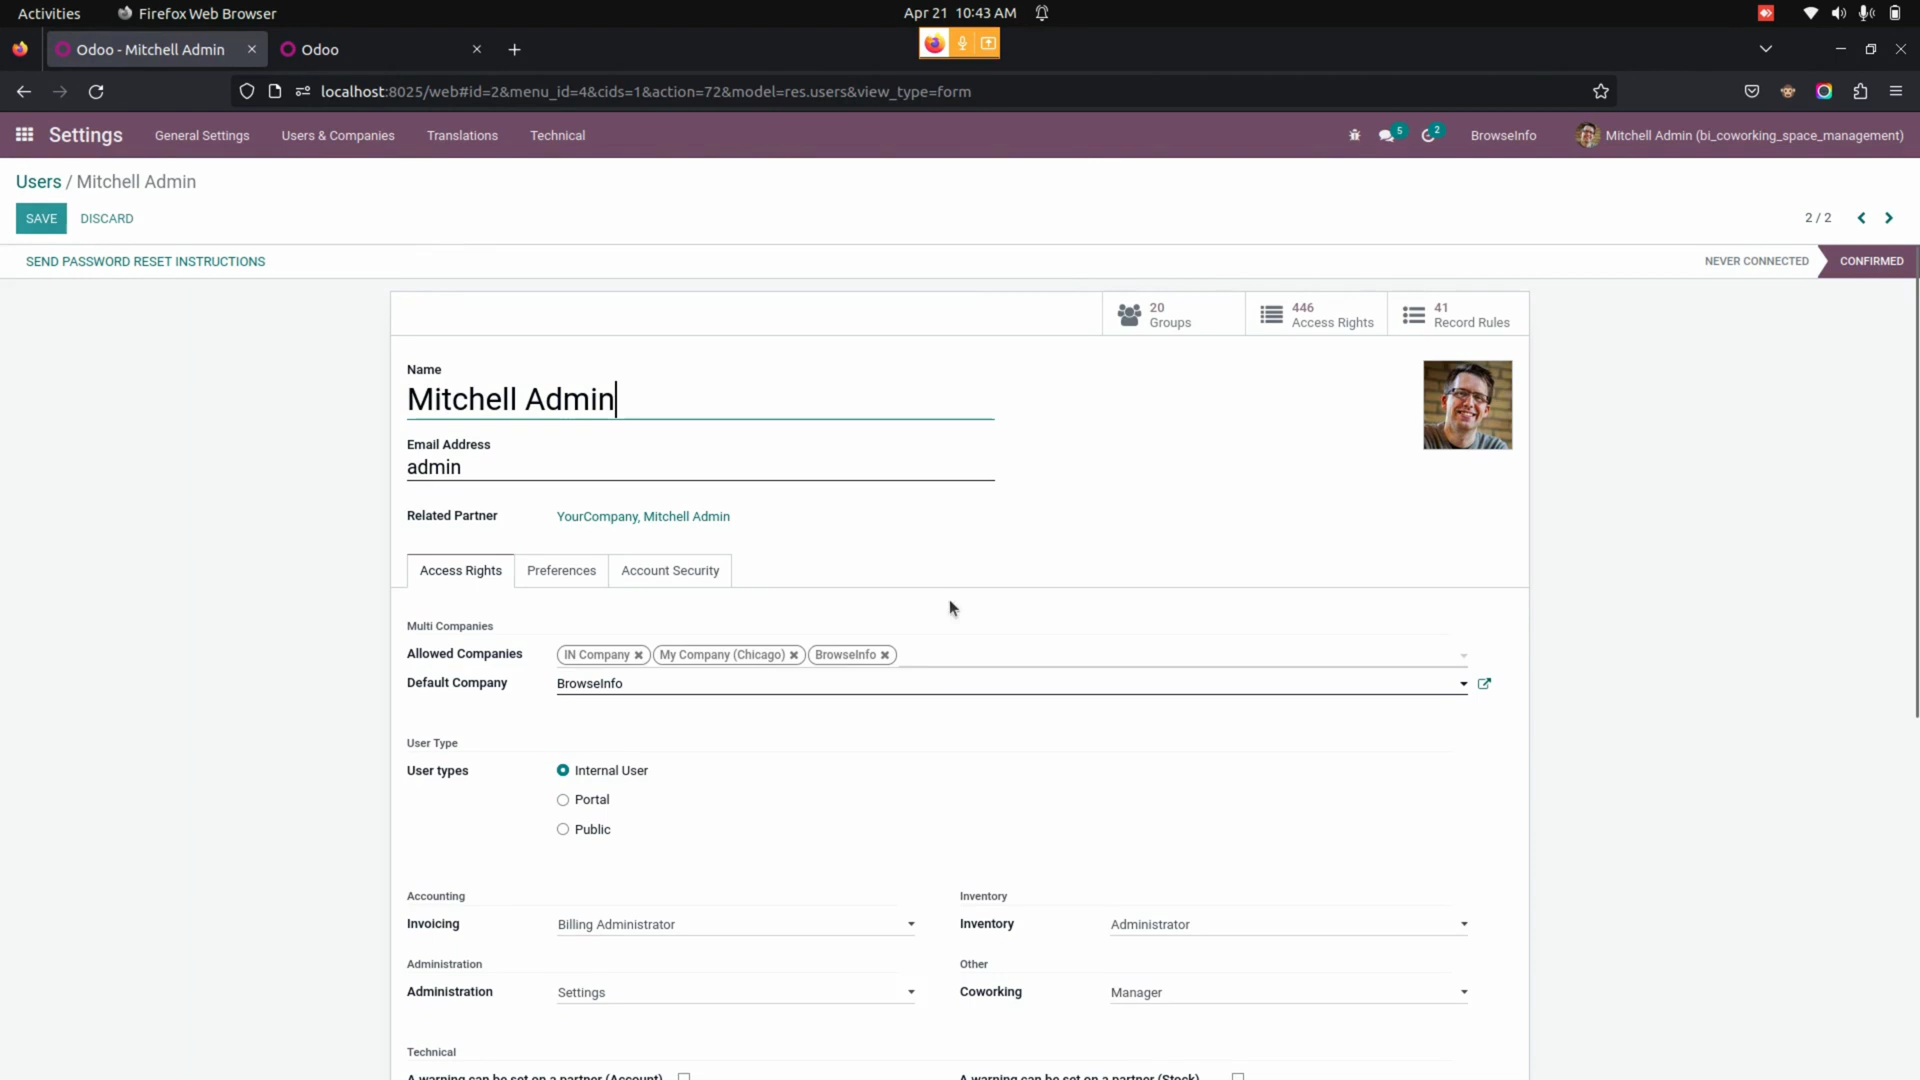 Activities
Firefox Web Browser
Apr 21 10:43 AM
Odoo - Mitchell Admin
Odoo
localhost:8025/web#id=2&menu_id=4&cids=1&action=72&model=res.users&view_type=form
Settings
General Settings
Users & Companies
Translations
Technical
5
2
BrowseInfo
Mitchell Admin (bi_coworking_space_management)
Users / Mitchell Admin
SAVE
DISCARD
2 / 2
SEND PASSWORD RESET INSTRUCTIONS
NEVER CONNECTED
CONFIRMED
20
Groups
446
Access Rights
41
Record Rules
Name
Mitchell Admin
Email Address
admin
Related Partner
YourCompany, Mitchell Admin
Access Rights
Preferences
Account Security
Multi Companies
Allowed Companies
IN Company
My Company (Chicago)
BrowseInfo
Default Company
BrowseInfo
User Type
User types
Internal User
Portal
Public
Accounting
Inventory
Invoicing
Billing Administrator
Inventory
Administrator
Administration
Other
Administration
Settings
Coworking
Manager
Technical
A warning can be set on a partner (Account)
A warning can be set on a partner (Stock)